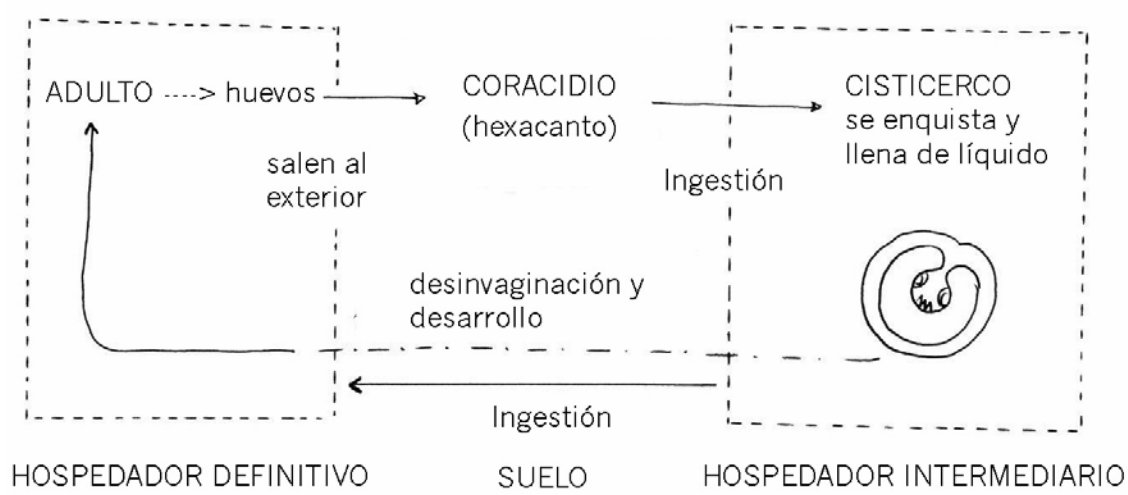 ADULTO ----> huevos
salen al
exterior
CORACIDIO
(hexacanto)
Ingestión
CISTICERCO
se enquista y
llena de líquido
desinvaginación y
desarrollo
Ingestión
HOSPEDADOR DEFINITIVO
SUELO
HOSPEDADOR INTERMEDIARIO